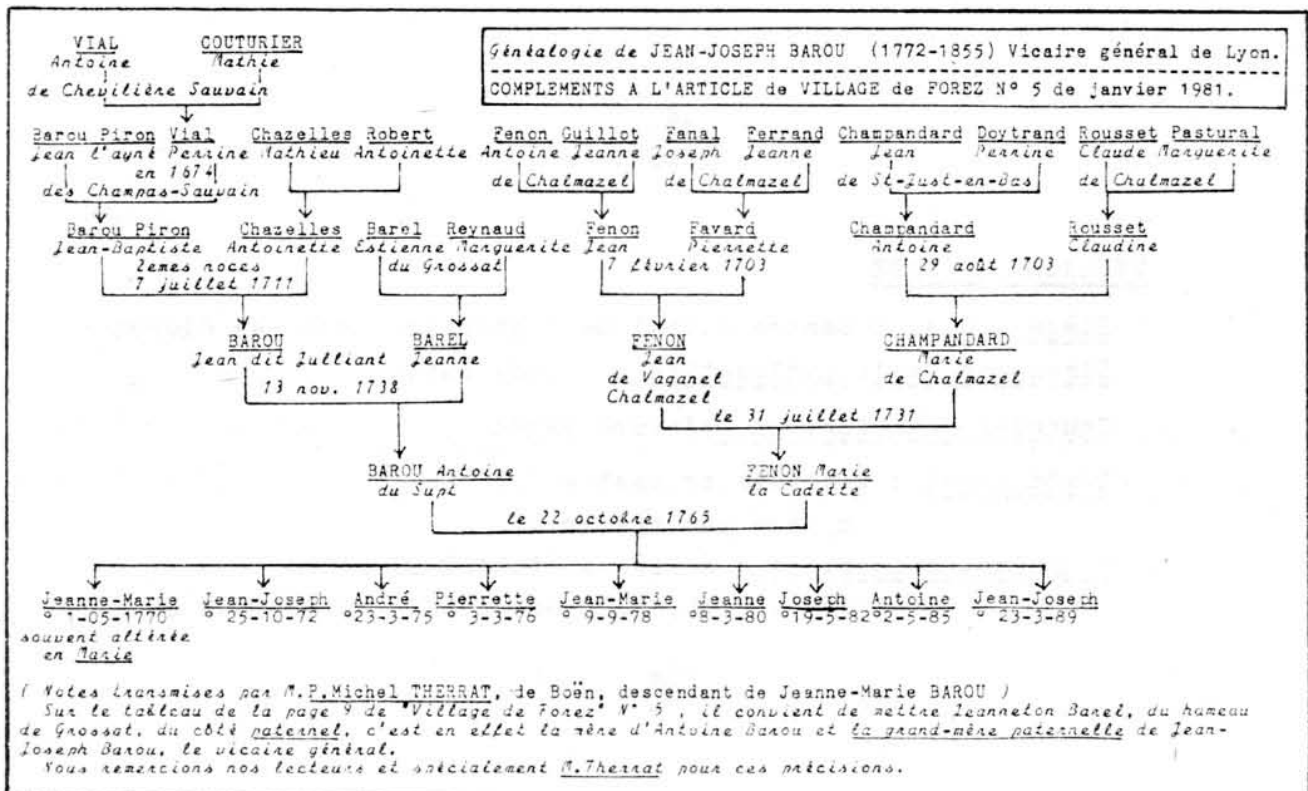 VIAL COUTURIER
Antoine Mathie
de Chevilière Sauvain
Généalogie de JEAN-JOSEPH BAROU (1772-1855) Vicaire général de Lyon.
COMPLEMENTS A L'ARTICLE de VILLAGE de FOREZ N° 5 de janvier 1981.
Barou Piron Vial Chazelles Robert Fenon Guillot Fanal Ferrand Champandard Doytrand Rousset Pastural
Jean l'ayné Perrine Mathieu Antoinette Antoine Jeanne Joseph Jeanne Jean Perrine Claude Marguerite
en 1674
des Champas-Sauvain de Chalmazel de Chalmazel de St-Just-en-Bas de Chalmazel
Barou Piron Chazelles Barel Reynaud Fenon Favard Champandard Rousset
Jean-Baptiste Antoinette Estienne Marguerite Jean Pierrette Antoine Claudine
2emes noces du Grossat 7 février 1703 29 août 1703
7 juillet 1711
BAROU BAREL FENON CHAMPANDARD
Jean dit Julliant Jeanne Jean Marie
de Vaganel de Chalmazel
13 nov. 1738 Chalmazel
le 31 juillet 1731
BAROU Antoine FENON Marie
du Supt la Cadette
le 22 octobre 1765
Jeanne-Marie Jean-Joseph André Pierrette Jean-Marie Jeanne Joseph Antoine Jean-Joseph
° 1-05-1770 ° 25-10-72 °23-3-75 ° 3-3-76 ° 9-9-78 °8-3-80 °19-5-82 °2-5-85 ° 23-3-89
souvent altérée
en Marie
( Notes transmises par M.P.Michel THERRAT, de Boën, descendant de Jeanne-Marie BAROU )
Sur le tableau de la page 9 de "Village de Forez" N° 5 , il convient de mettre Jeanneton Barel, du hameau
de Grossat, du côté paternel, c'est en effet la mère d'Antoine Barou et la grand-mère paternelle de Jean-
Joseph Barou, le vicaire général.
Nous remercions nos lecteurs et spécialement M.Therrat pour ces précisions.